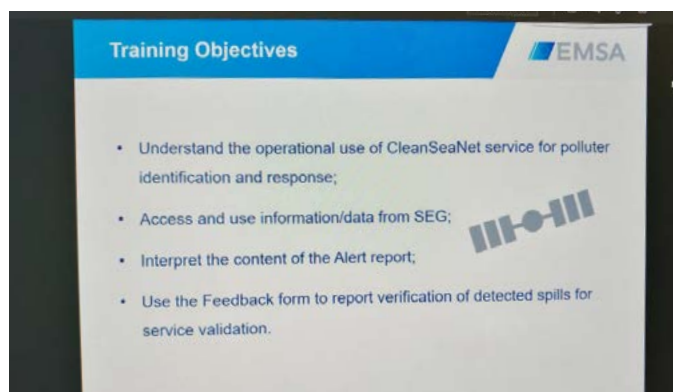 Training Objectives
EMSA
• Understand the operational use of CleanSeaNet service for polluter
identification and response;
• Access and use information/data from SEG;
• Interpret the content of the Alert report;
• Use the Feedback form to report verification of detected spills for
service validation.